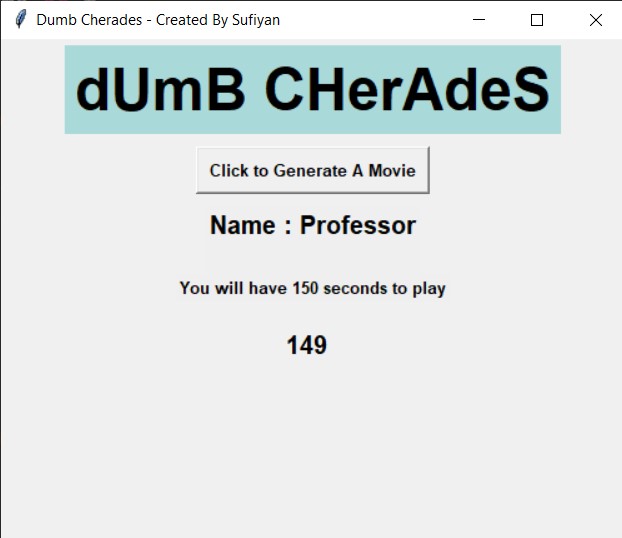 Dumb Cherades - Created By Sufiyan
dUmB CHerAdeS
Click to Generate A Movie
Name : Professor
You will have 150 seconds to play
149